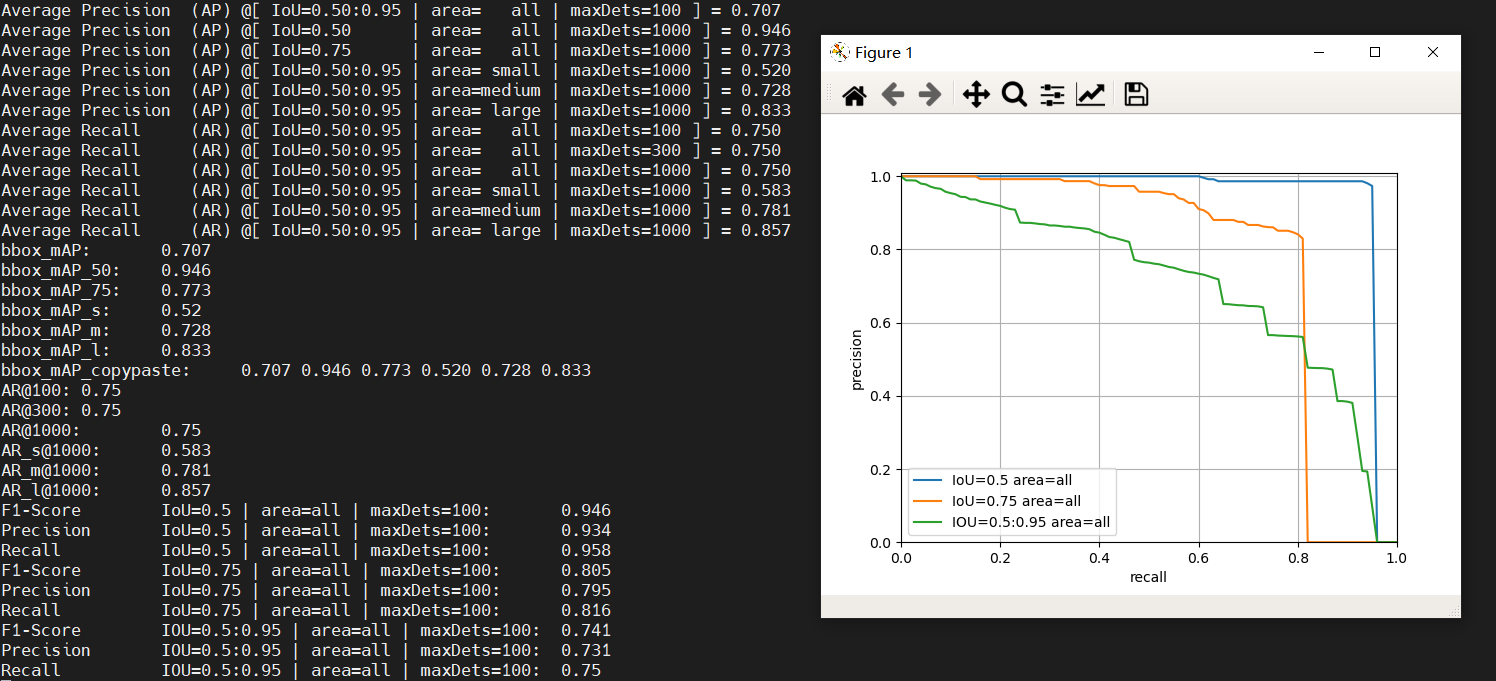 Average Precision  (AP) @[ IoU=0.50:0.95 | area=   all | maxDets=100 ] = 0.707
Average Precision  (AP) @[ IoU=0.50      | area=   all | maxDets=1000 ] = 0.946
Average Precision  (AP) @[ IoU=0.75      | area=   all | maxDets=1000 ] = 0.773
Average Precision  (AP) @[ IoU=0.50:0.95 | area= small | maxDets=1000 ] = 0.520
Average Precision  (AP) @[ IoU=0.50:0.95 | area=medium | maxDets=1000 ] = 0.728
Average Precision  (AP) @[ IoU=0.50:0.95 | area= large | maxDets=1000 ] = 0.833
Average Recall     (AR) @[ IoU=0.50:0.95 | area=   all | maxDets=100 ] = 0.750
Average Recall     (AR) @[ IoU=0.50:0.95 | area=   all | maxDets=300 ] = 0.750
Average Recall     (AR) @[ IoU=0.50:0.95 | area=   all | maxDets=1000 ] = 0.750
Average Recall     (AR) @[ IoU=0.50:0.95 | area= small | maxDets=1000 ] = 0.583
Average Recall     (AR) @[ IoU=0.50:0.95 | area=medium | maxDets=1000 ] = 0.781
Average Recall     (AR) @[ IoU=0.50:0.95 | area= large | maxDets=1000 ] = 0.857
bbox_mAP:       0.707
bbox_mAP_50:    0.946
bbox_mAP_75:    0.773
bbox_mAP_s:     0.52
bbox_mAP_m:     0.728
bbox_mAP_l:     0.833
bbox_mAP_copypaste:     0.707 0.946 0.773 0.520 0.728 0.833
AR@100: 0.75
AR@300: 0.75
AR@1000:        0.75
AR_s@1000:      0.583
AR_m@1000:      0.781
AR_l@1000:      0.857
F1-Score        IoU=0.5 | area=all | maxDets=100:       0.946
Precision       IoU=0.5 | area=all | maxDets=100:       0.934
Recall          IoU=0.5 | area=all | maxDets=100:       0.958
F1-Score        IoU=0.75 | area=all | maxDets=100:      0.805
Precision       IoU=0.75 | area=all | maxDets=100:      0.795
Recall          IoU=0.75 | area=all | maxDets=100:      0.816
F1-Score        IOU=0.5:0.95 | area=all | maxDets=100:  0.741
Precision       IOU=0.5:0.95 | area=all | maxDets=100:  0.731
Recall          IOU=0.5:0.95 | area=all | maxDets=100:  0.75
Figure 1
1.0
0.8
0.6
0.4
0.2
0.0
precision
IoU=0.5 area=all
IoU=0.75 area=all
IOU=0.5:0.95 area=all
0.0 0.2 0.4 0.6 0.8 1.0
recall